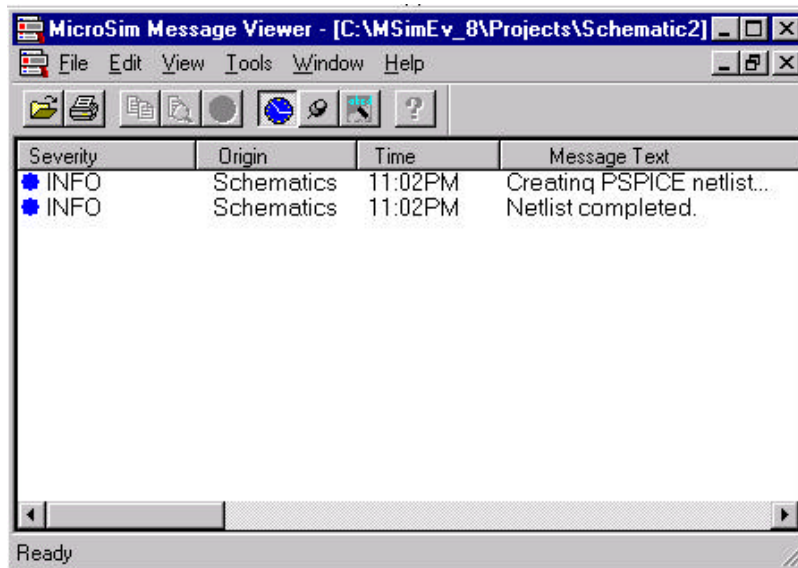 MicroSim Message Viewer - [C:\MSimEv_8\Projects\Schematic2]
File Edit View Tools Window Help
Severity Origin Time Message Text
INFO Schematics 11:02PM Creating PSPICE netlist...
INFO Schematics 11:02PM Netlist completed.
Ready